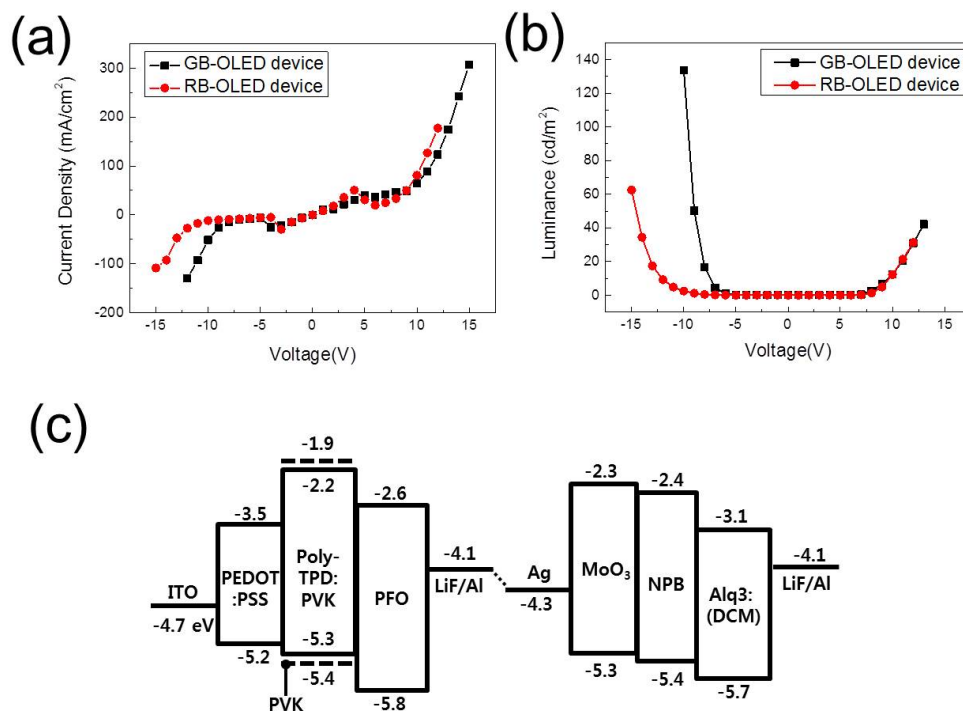 (a)
GB-OLED device
RB-OLED device
Current Density (mA/cm²)
300
200
100
0
-100
-200
-15 -10 -5 0 5 10 15
Voltage(V)
(b)
GB-OLED device
RB-OLED device
Luminance (cd/m²)
140
120
100
80
60
40
20
0
-15 -10 -5 0 5 10 15
Voltage(V)
(c)
ITO
-4.7 eV
-3.5
PEDOT
:PSS
-5.2
-1.9
-2.2
Poly-
TPD:
PVK
-5.3
-5.4
PVK
-2.6
PFO
-5.8
-4.1
LiF/Al
Ag
-4.3
-2.3
MoO₃
-5.3
-2.4
NPB
-5.4
-3.1
Alq3:
(DCM)
-5.7
-4.1
LiF/Al